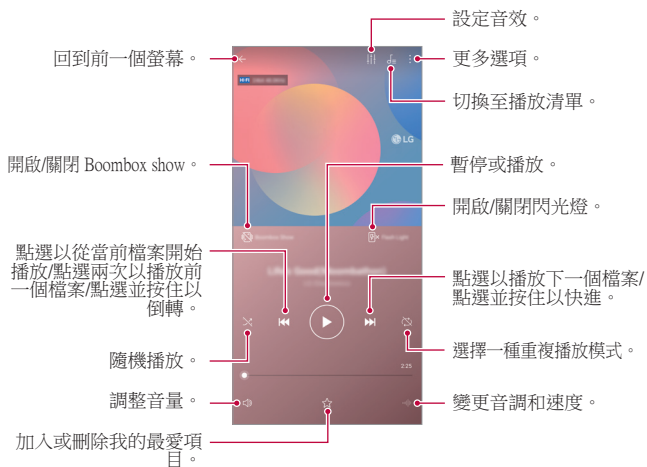 設定音效。
回到前一個螢幕。
更多選項。
切換至播放清單。
HI-FI
LG
開啟/關閉 Boombox show。
暫停或播放。
開啟/關閉閃光燈。
Boombox Show
Flash Light
點選以從當前檔案開始
播放/點選兩次以播放前
一個檔案/點選並按住以
倒轉。
點選以播放下一個檔案/
點選並按住以快進。
隨機播放。
選擇一種重複播放模式。
2:25
調整音量。
變更音調和速度。
加入或刪除我的最愛項
目。